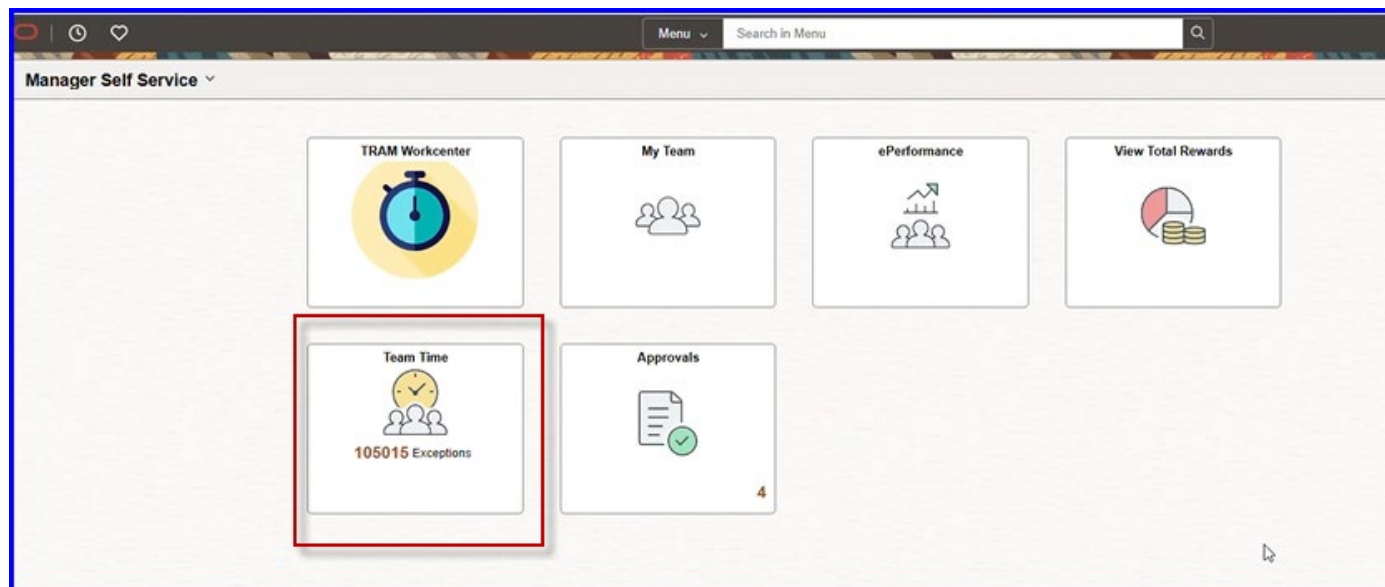 Menu
Search in Menu
Manager Self Service
TRAM Workcenter
My Team
ePerformance
View Total Rewards
Team Time
105015 Exceptions
Approvals
4